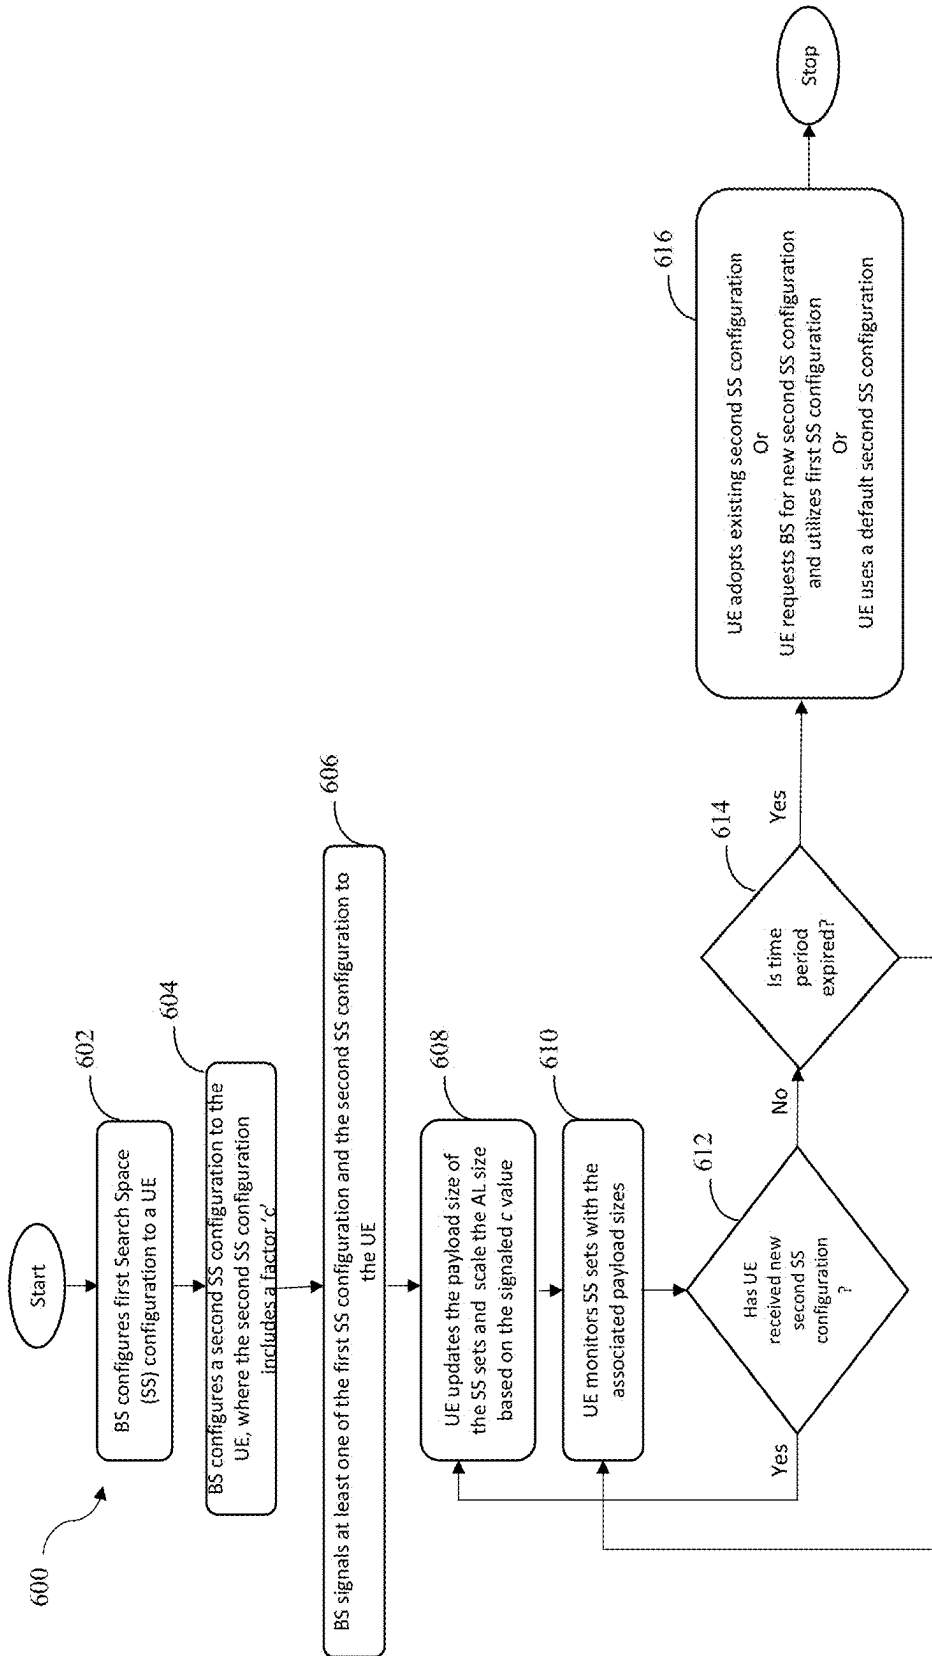 600
Start
602
BS configures first Search Space
(SS) configuration to a UE
604
BS configures a second SS configuration to the
UE, where the second SS configuration
includes a factor 'c'
606
BS signals at least one of the first SS configuration and the second SS configuration to
the UE
608
UE updates the payload size of
the SS sets and scale the AL size
based on the signaled c value
610
UE monitors SS sets with the
associated payload sizes
612
Has UE
received new
second SS
configuration
?
Yes
No
614
Is time
period
expired?
Yes
616
UE adopts existing second SS configuration
Or
UE requests BS for new second SS configuration
and utilizes first SS configuration
Or
UE uses a default second SS configuration
Stop